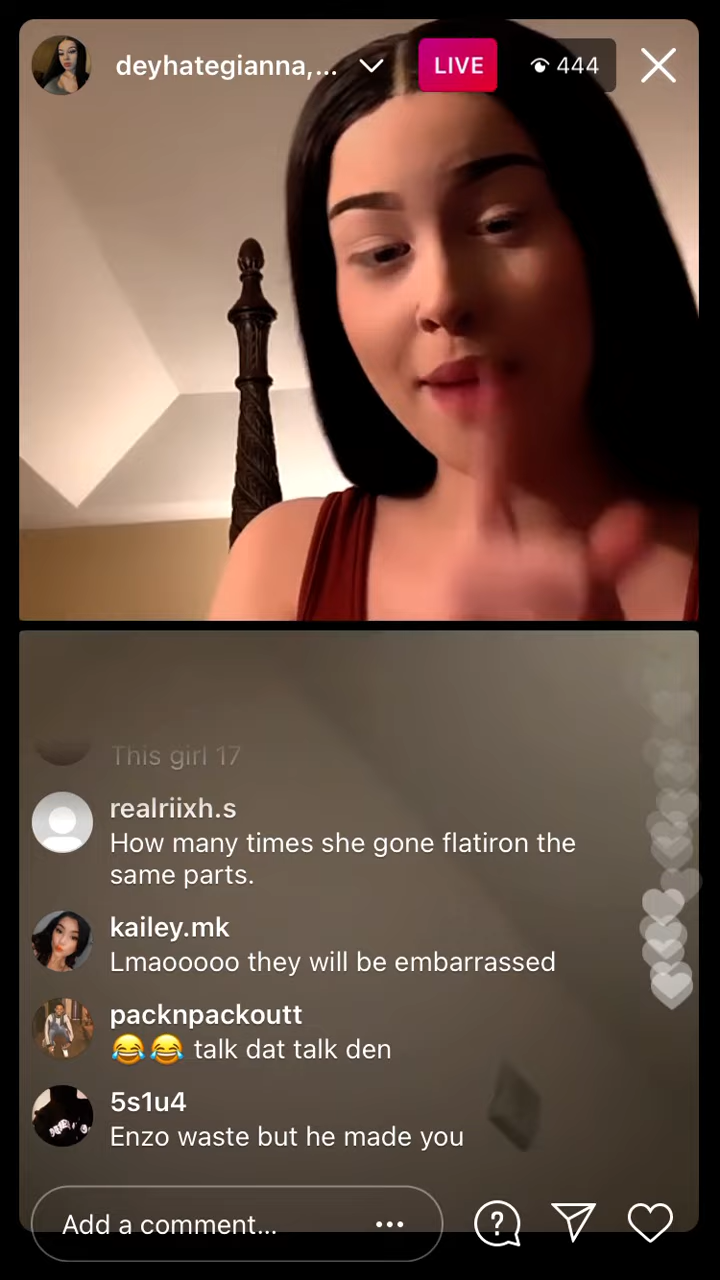 deyhategianna,...
LIVE
444
This girl 17
realriixh.s
How many times she gone flatiron the
same parts.
kailey.mk
Lmaooooo they will be embarrassed
packnpackoutt
😂😂 talk dat talk den
5s1u4
Enzo waste but he made you
Add a comment...